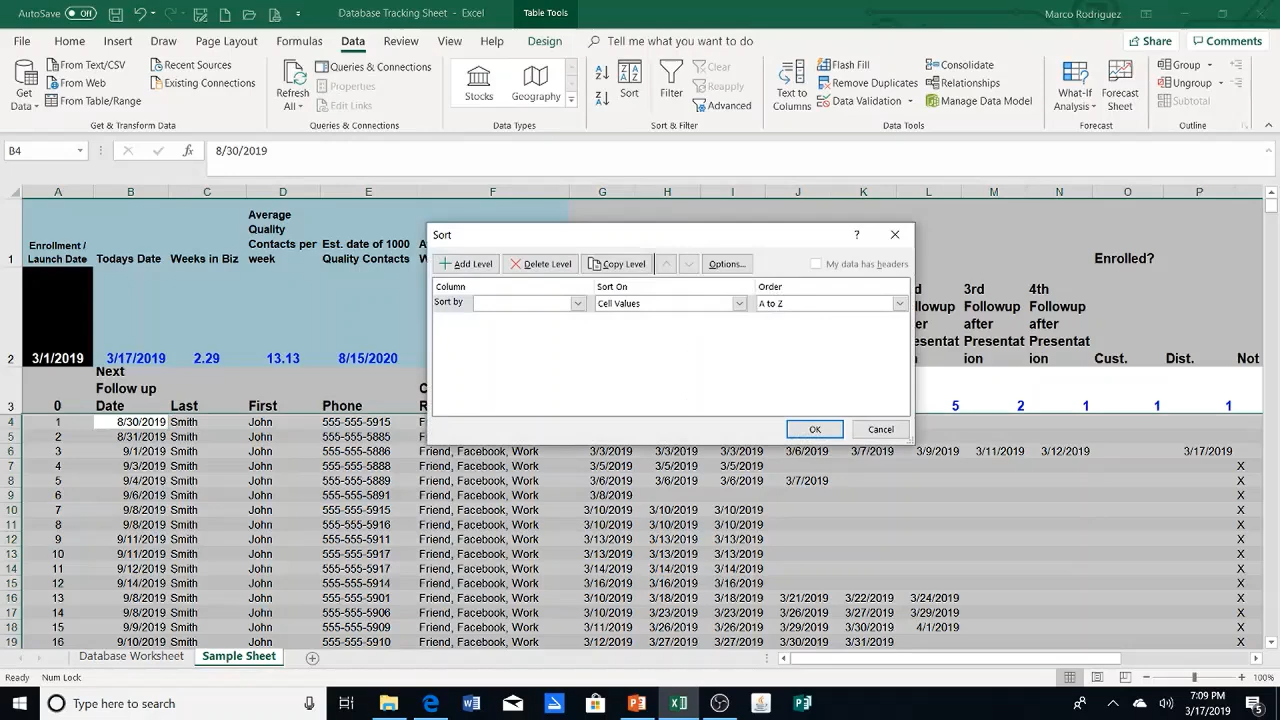 AutoSave Off Database Tracking Sheet - Excel Table Tools Marco Rodriguez
File Home Insert Draw Page Layout Formulas Data Review View Help Design Tell me what you want to do Share Comments
Get Data
From Text/CSV
From Web
From Table/Range
Recent Sources
Existing Connections
Get & Transform Data
Refresh All
Queries & Connections
Properties
Edit Links
Queries & Connections
Stocks Geography
Data Types
Sort
Filter
Clear
Reapply
Advanced
Sort & Filter
Text to Columns
Flash Fill
Remove Duplicates
Data Validation
Consolidate
Relationships
Manage Data Model
Data Tools
What-If Analysis
Forecast Sheet
Forecast
Group
Ungroup
Subtotal
Outline
B4 fx 8/30/2019
A B C D E F G H I J K L M N O P
1 Enrollment / Launch Date Todays Date Weeks in Biz Average Quality Contacts per week Est. date of 1000 Quality Contacts Enrolled?
2 3/1/2019 3/17/2019 2.29 13.13 8/15/2020 3rd Followup after Presentation 4th Followup after Presentation Cust. Dist. Not
3 0 Next Follow up Date Last First Phone 5 2 1 1 1
Sort ? ✕
Add Level Delete Level Copy Level Options... My data has headers
Column Sort On Order
Sort by Cell Values A to Z
OK Cancel
4 1 8/30/2019 Smith John 555-555-5915
5 2 8/31/2019 Smith John 555-555-5885
6 3 9/1/2019 Smith John 555-555-5886 Friend, Facebook, Work 3/3/2019 3/3/2019 3/3/2019 3/6/2019 3/7/2019 3/9/2019 3/11/2019 3/12/2019 3/17/2019
7 4 9/3/2019 Smith John 555-555-5888 Friend, Facebook, Work 3/5/2019 3/5/2019 3/5/2019 X
8 5 9/4/2019 Smith John 555-555-5889 Friend, Facebook, Work 3/6/2019 3/6/2019 3/6/2019 3/7/2019 X
9 6 9/6/2019 Smith John 555-555-5891 Friend, Facebook, Work 3/8/2019 X
10 7 9/8/2019 Smith John 555-555-5915 Friend, Facebook, Work 3/10/2019 3/10/2019 3/10/2019 X
11 8 9/8/2019 Smith John 555-555-5916 Friend, Facebook, Work 3/10/2019 3/10/2019 3/10/2019 X
12 9 9/11/2019 Smith John 555-555-5911 Friend, Facebook, Work 3/13/2019 3/13/2019 3/13/2019 X
13 10 9/11/2019 Smith John 555-555-5917 Friend, Facebook, Work 3/13/2019 3/13/2019 3/13/2019 X
14 11 9/12/2019 Smith John 555-555-5917 Friend, Facebook, Work 3/14/2019 3/14/2019 3/14/2019 X
15 12 9/14/2019 Smith John 555-555-5914 Friend, Facebook, Work 3/16/2019 3/16/2019 3/16/2019 X
16 13 9/8/2019 Smith John 555-555-5901 Friend, Facebook, Work 3/10/2019 3/18/2019 3/18/2019 3/21/2019 3/22/2019 3/24/2019 X
17 14 9/8/2019 Smith John 555-555-5906 Friend, Facebook, Work 3/10/2019 3/23/2019 3/23/2019 3/26/2019 3/27/2019 3/29/2019 X
18 15 9/9/2019 Smith John 555-555-5909 Friend, Facebook, Work 3/11/2019 3/26/2019 3/26/2019 3/29/2019 3/30/2019 4/1/2019 X
19 16 9/10/2019 Smith John 555-555-5910 Friend, Facebook, Work 3/12/2019 3/27/2019 3/27/2019 3/30/2019 3/31/2019 X
Database Worksheet Sample Sheet
Ready Num Lock 100%
Type here to search 7:09 PM
3/17/2019